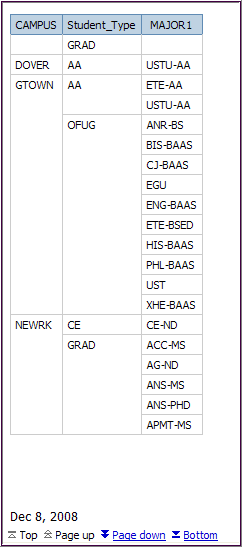 CAMPUS Student_Type MAJOR1
GRAD
DOVER AA USTU-AA
GTOWN AA ETE-AA
USTU-AA
OFUG ANR-BS
BIS-BAAS
CJ-BAAS
EGU
ENG-BAAS
ETE-BSED
HIS-BAAS
PHL-BAAS
UST
XHE-BAAS
NEWRK CE CE-ND
GRAD ACC-MS
AG-ND
ANS-MS
ANS-PHD
APMT-MS
Dec 8, 2008
Top Page up Page down Bottom